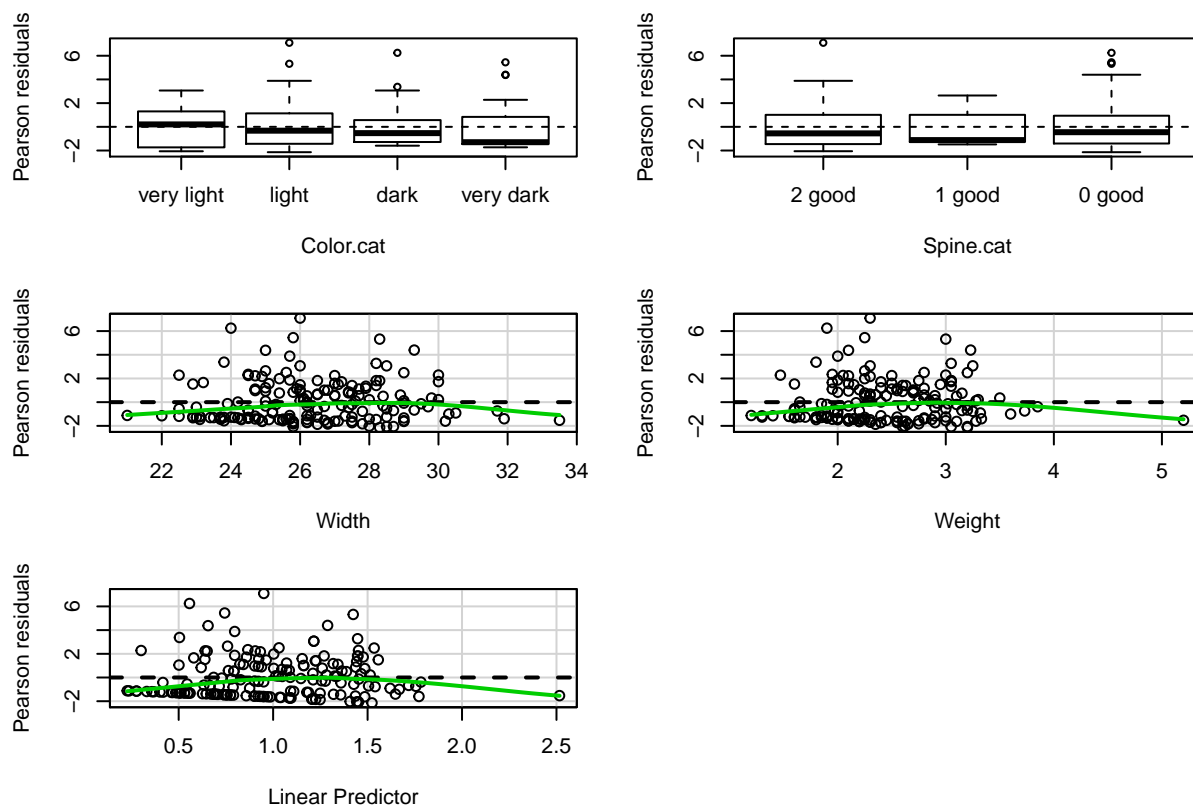 Pearson residuals
6
2
−2
very light light dark very dark
Color.cat
Pearson residuals
6
2
−2
2 good 1 good 0 good
Spine.cat
Pearson residuals
6
2
−2
22 24 26 28 30 32 34
Width
Pearson residuals
6
2
−2
2 3 4 5
Weight
Pearson residuals
6
2
−2
0.5 1.0 1.5 2.0 2.5
Linear Predictor